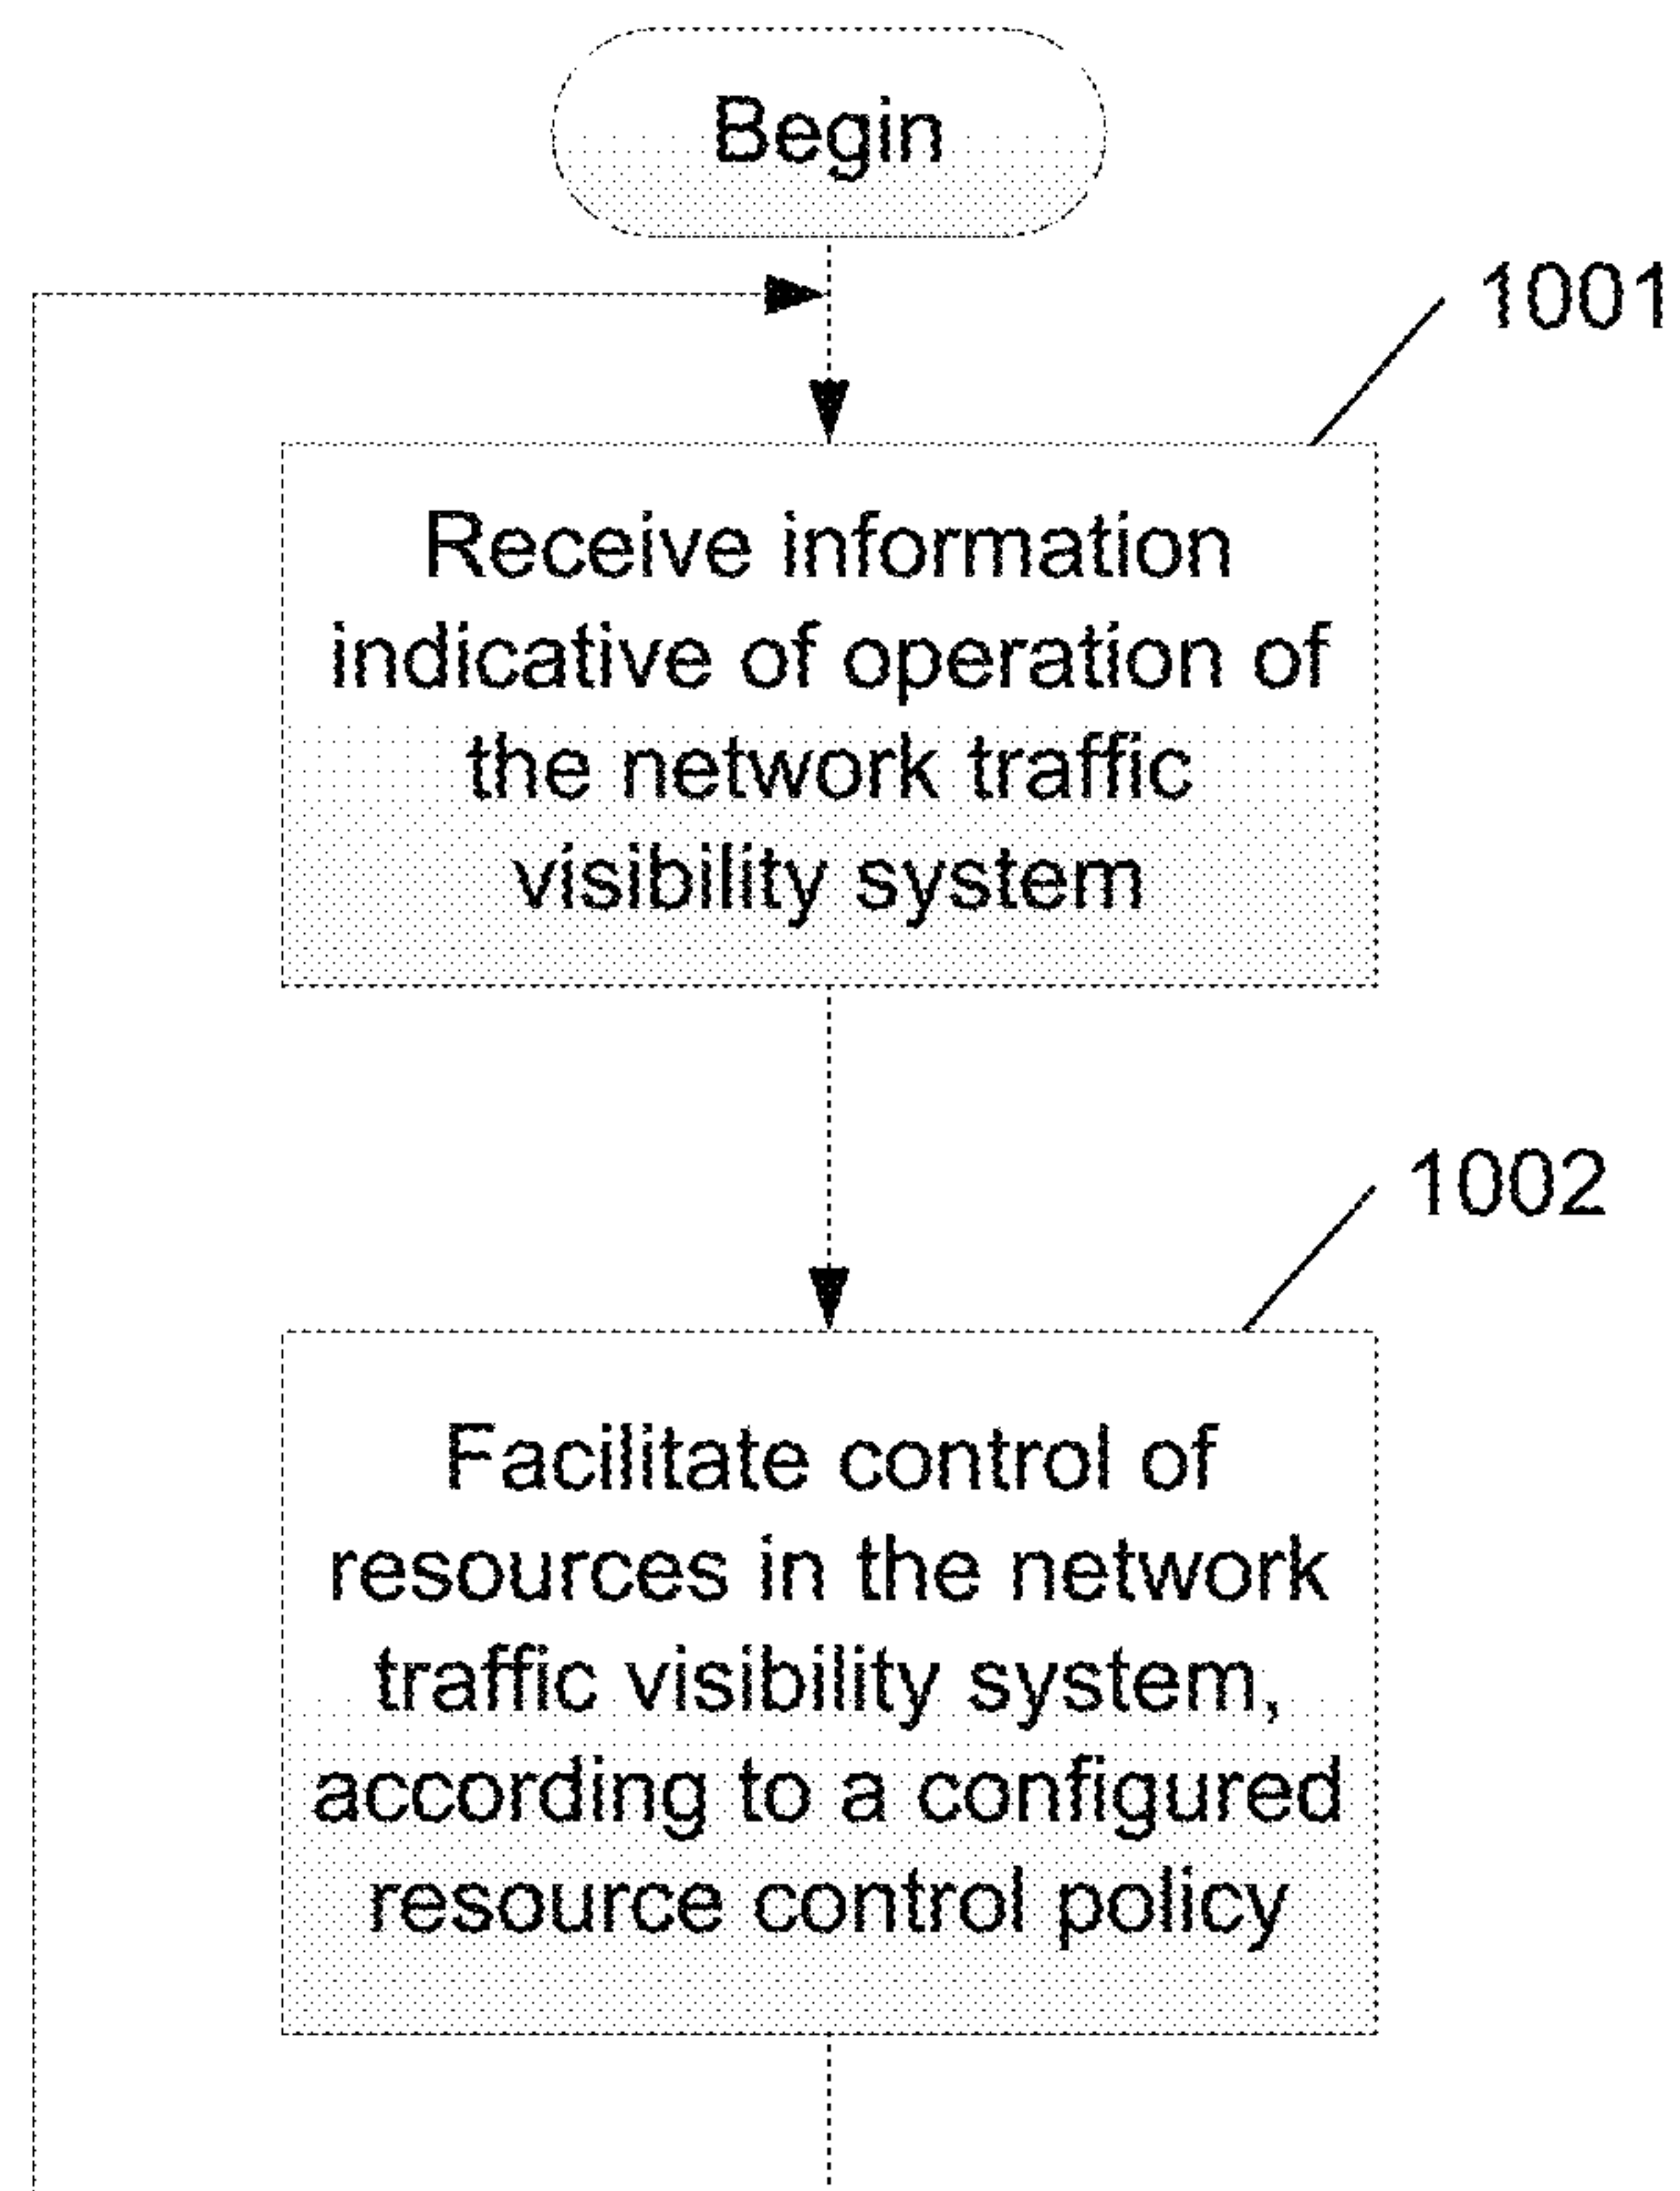 Begin
1001
Receive information
indicative of operation of
the network traffic
visibility system
1002
Facilitate control of
resources in the network
traffic visibility system,
according to a configured
resource control policy